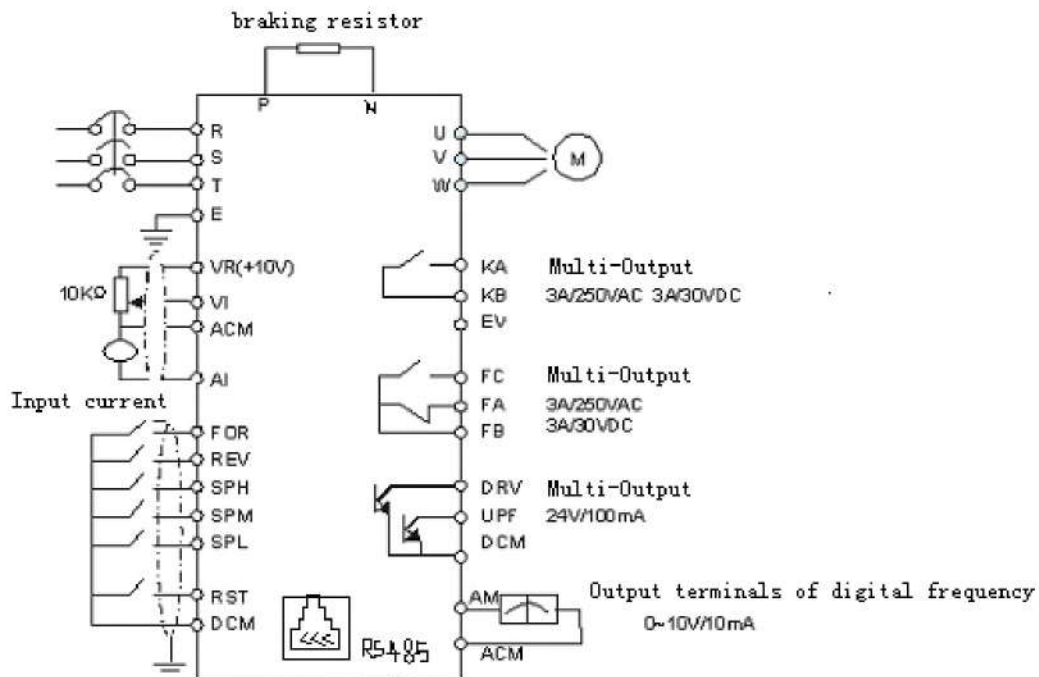 braking resistor
P N
R
S
T
E
VR(+10V)
10KΩ
VI
ACM
AI
Input current
FOR
REV
SPH
SPM
SPL
RST
DCM
RS485
U
V
W
M
KA Multi-Output
KB 3A/250VAC 3A/30VDC
EV
FC Multi-Output
FA 3A/250VAC
FB 3A/30VDC
DRV Multi-Output
UPF 24V/100mA
DCM
AM Output terminals of digital frequency
0~10V/10mA
ACM